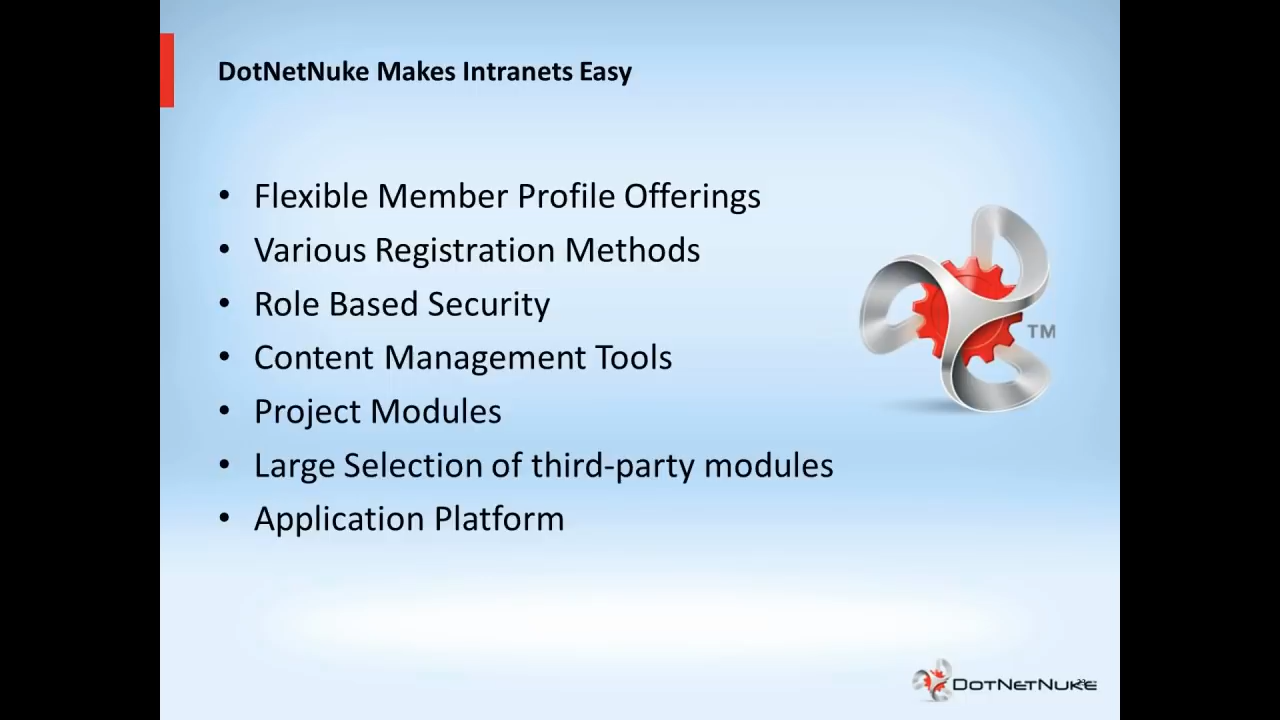 DotNetNuke Makes Intranets Easy
• Flexible Member Profile Offerings
• Various Registration Methods
• Role Based Security
• Content Management Tools
• Project Modules
• Large Selection of third-party modules
• Application Platform
TM
DotNetNuke